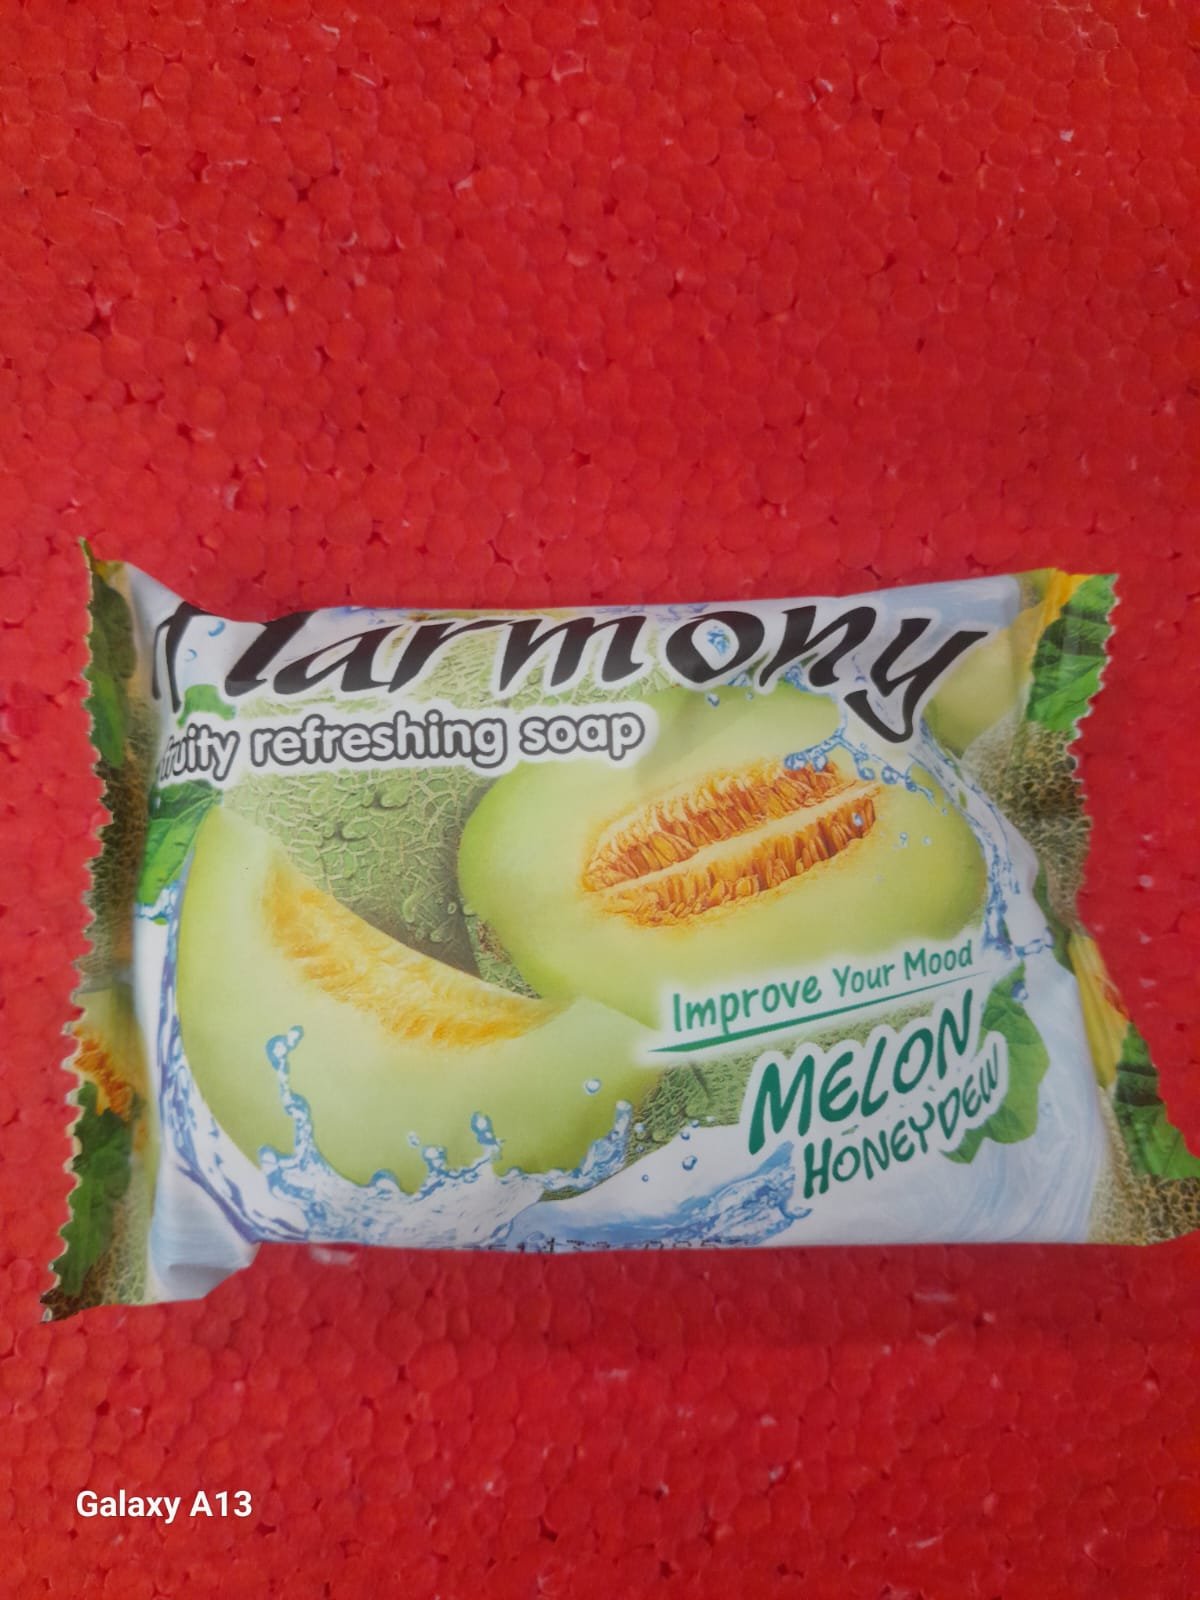 Harmony
fruity refreshing soap
Improve Your Mood
MELON
HONEYDEW
Galaxy A13